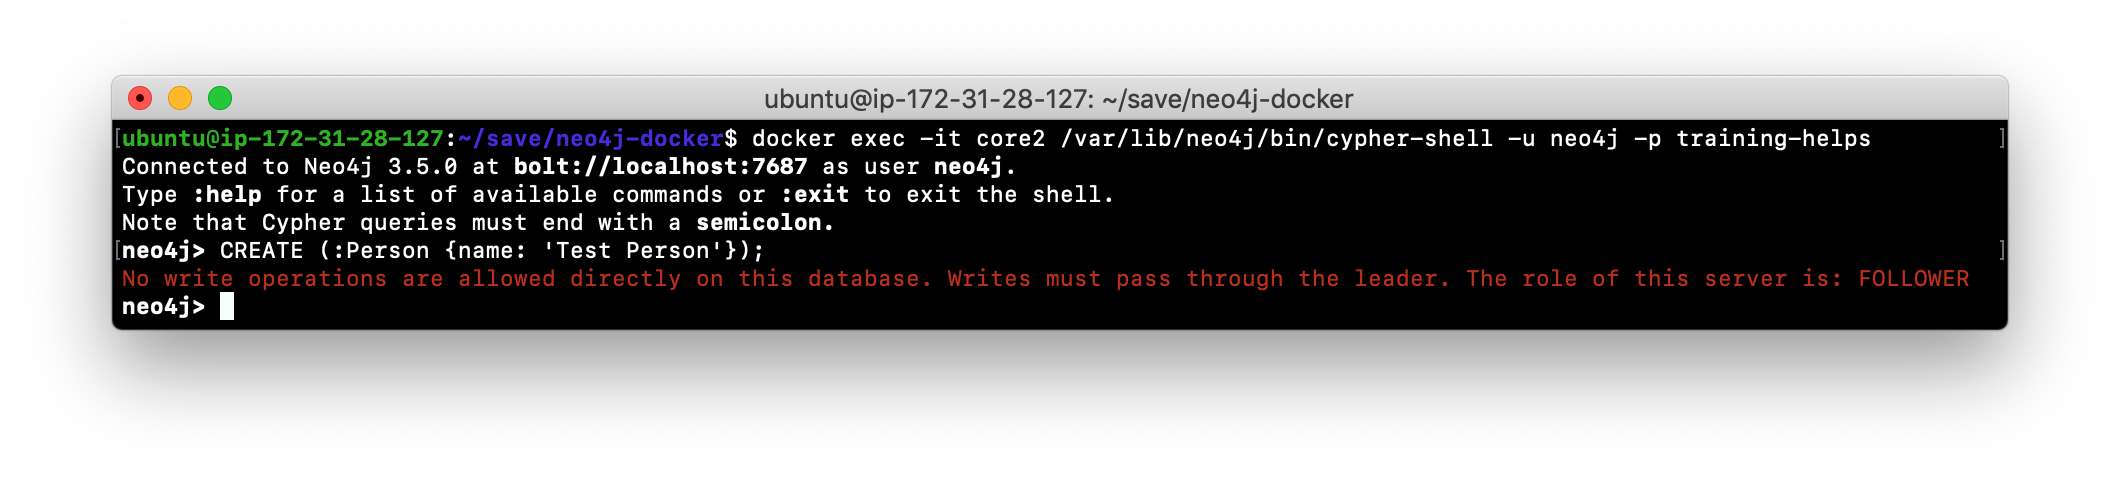 ubuntu@ip-172-31-28-127: ~/save/neo4j-docker
[ubuntu@ip-172-31-28-127:~/save/neo4j-docker$ docker exec -it core2 /var/lib/neo4j/bin/cypher-shell -u neo4j -p training-helps ]
Connected to Neo4j 3.5.0 at bolt://localhost:7687 as user neo4j.
Type :help for a list of available commands or :exit to exit the shell.
Note that Cypher queries must end with a semicolon.
[neo4j> CREATE (:Person {name: 'Test Person'}); ]
No write operations are allowed directly on this database. Writes must pass through the leader. The role of this server is: FOLLOWER
neo4j>